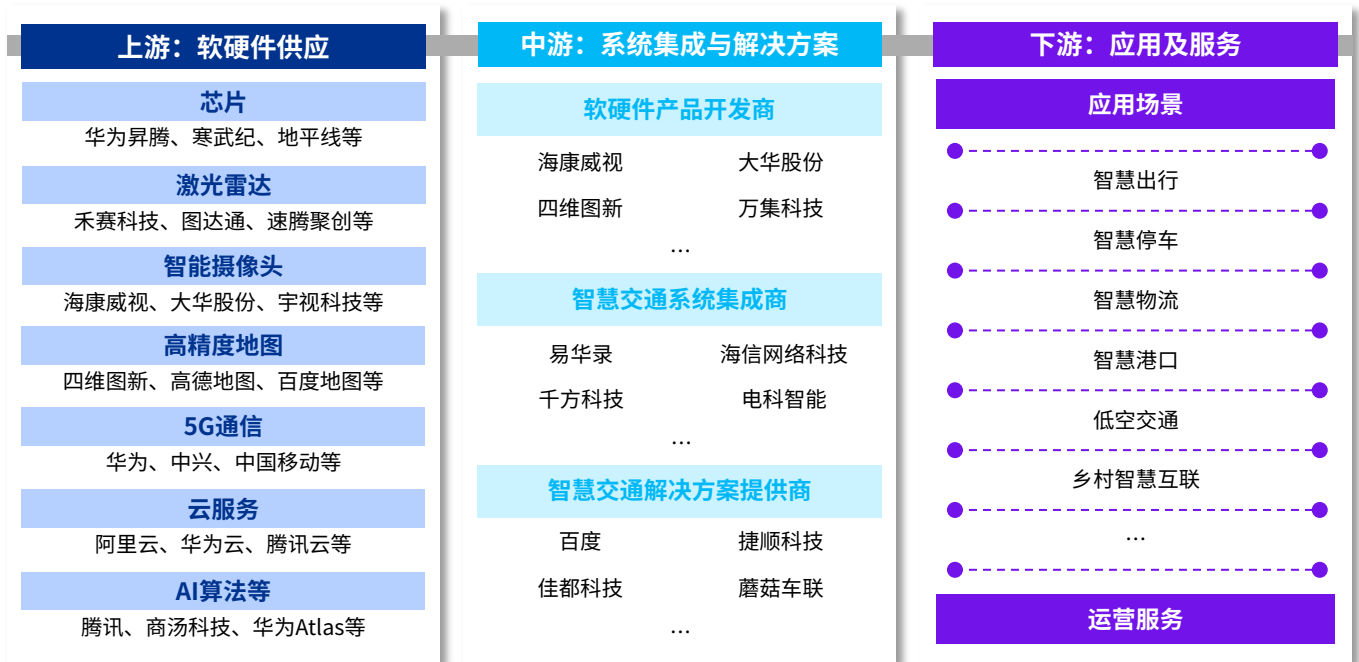 上游：软硬件供应
芯片
华为昇腾、寒武纪、地平线等
激光雷达
禾赛科技、图达通、速腾聚创等
智能摄像头
海康威视、大华股份、宇视科技等
高精度地图
四维图新、高德地图、百度地图等
5G通信
华为、中兴、中国移动等
云服务
阿里云、华为云、腾讯云等
AI算法等
腾讯、商汤科技、华为Atlas等
中游：系统集成与解决方案
软硬件产品开发商
海康威视 大华股份
四维图新 万集科技
...
智慧交通系统集成商
易华录 海信网络科技
千方科技 电科智能
...
智慧交通解决方案提供商
百度 捷顺科技
佳都科技 蘑菇车联
...
下游：应用及服务
应用场景
智慧出行
智慧停车
智慧物流
智慧港口
低空交通
乡村智慧互联
...
运营服务